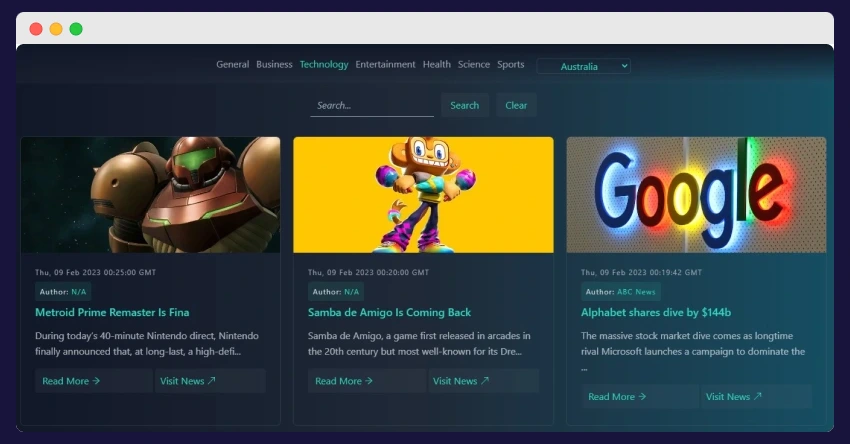 General Business Technology Entertainment Health Science Sports Australia
Search... Search Clear
Google
Thu, 09 Feb 2023 00:25:00 GMT
Author: N/A
Metroid Prime Remaster Is Fina
During today's 40-minute Nintendo direct, Nintendo
finally announced that, at long-last, a high-defi...
Read More → Visit News ↗
Thu, 09 Feb 2023 00:20:00 GMT
Author: N/A
Samba de Amigo Is Coming Back
Samba de Amigo, a game first released in arcades in
the 20th century but most well-known for its Dre...
Read More → Visit News ↗
Thu, 09 Feb 2023 00:19:42 GMT
Author: ABC News
Alphabet shares dive by $144b
The massive stock market dive comes as longtime
rival Microsoft launches a campaign to dominate the
...
Read More → Visit News ↗